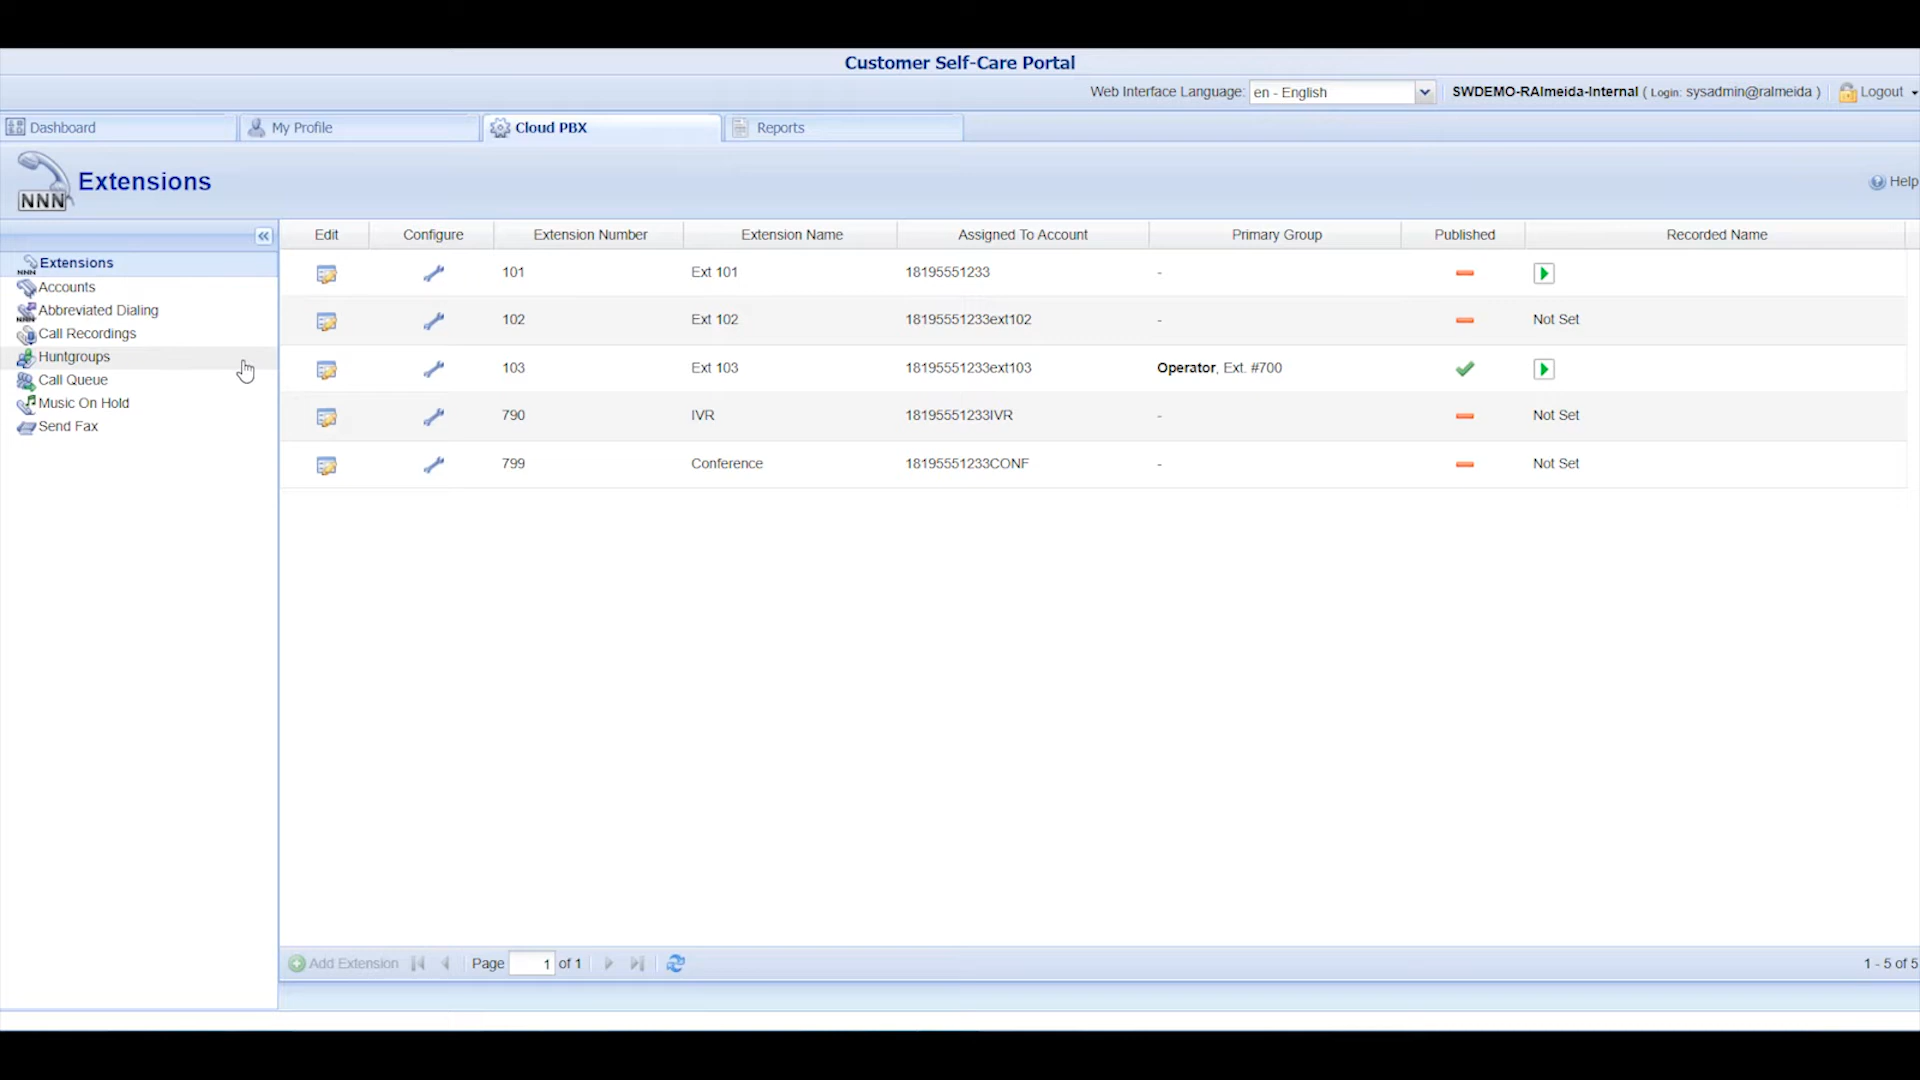 Customer Self-Care Portal
Web Interface Language: en - English SWDEMO-RAlmeida-Internal ( Login: sysadmin@ralmeida ) Logout
Dashboard My Profile Cloud PBX Reports
NNN Extensions Help
Edit Configure Extension Number Extension Name Assigned To Account Primary Group Published Recorded Name
Extensions
Accounts
Abbreviated Dialing
Call Recordings
Huntgroups
Call Queue
Music On Hold
Send Fax
101 Ext 101 18195551233 -
102 Ext 102 18195551233ext102 - Not Set
103 Ext 103 18195551233ext103 Operator, Ext. #700
790 IVR 18195551233IVR - Not Set
799 Conference 18195551233CONF - Not Set
Add Extension Page 1 of 1 1 - 5 of 5